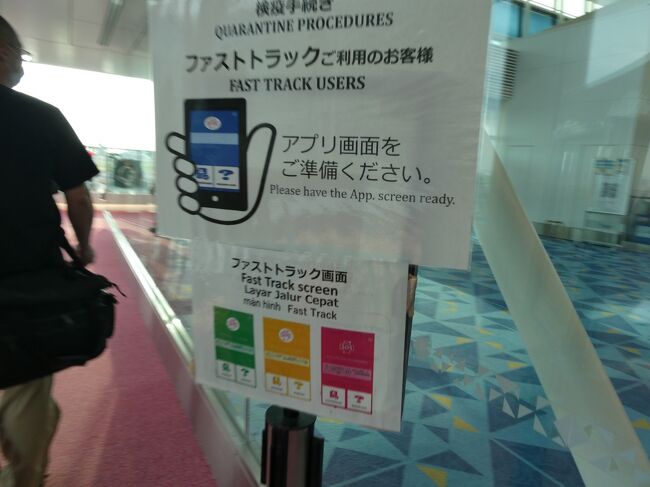 検疫手続き
QUARANTINE PROCEDURES
ファストトラックご利用のお客様
FAST TRACK USERS
アプリ画面を
ご準備ください。
Please have the App. screen ready.
ファストトラック画面
Fast Track screen
Layar Jalur Cepat
màn hình Fast Track